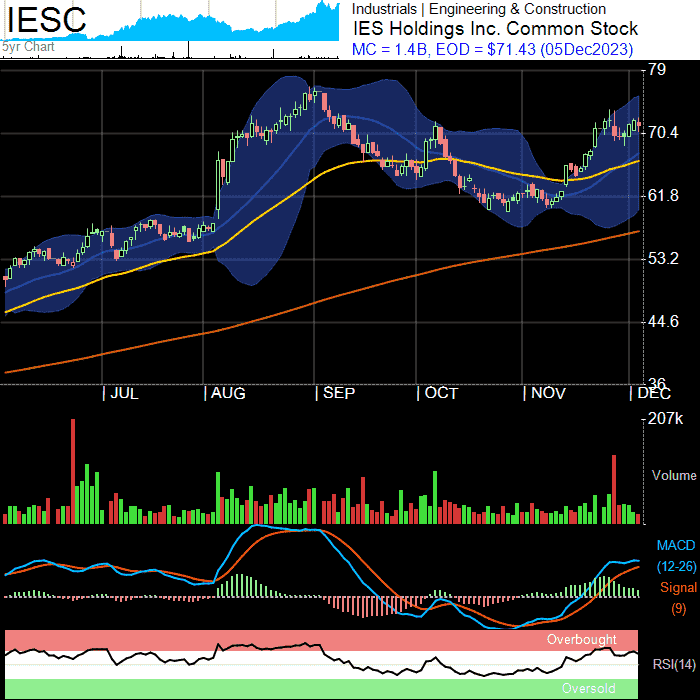 IESC
5yr Chart
Industrials | Engineering & Construction
IES Holdings Inc. Common Stock
MC = 1.4B, EOD = $71.43 (05Dec2023)
79
70.4
61.8
53.2
44.6
36
| JUL | AUG | SEP | OCT | NOV | DEC
207k
Volume
MACD
(12-26)
Signal
(9)
Overbought
RSI(14)
Oversold